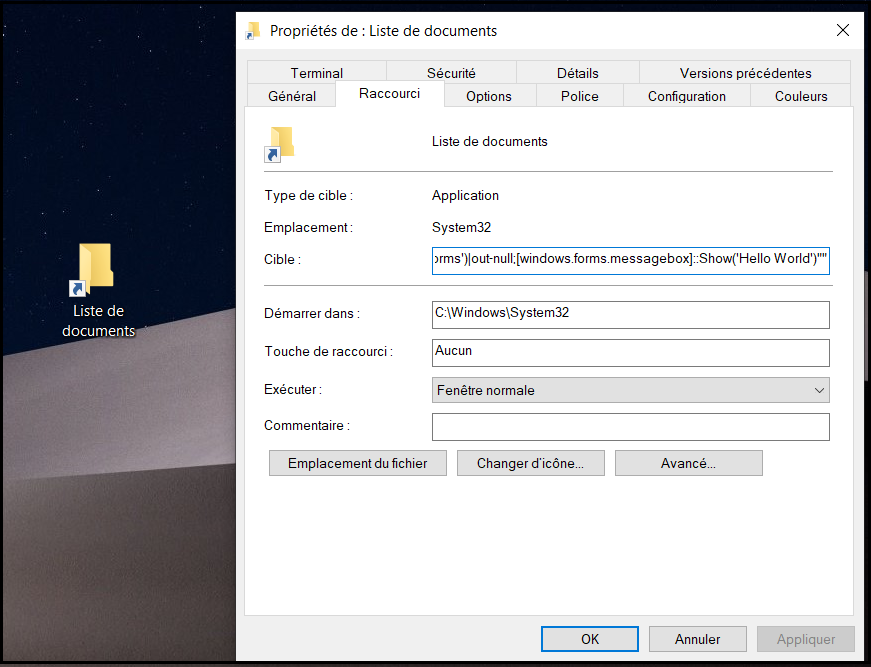 Propriétés de : Liste de documents
Terminal
Sécurité
Détails
Versions précédentes
Général
Raccourci
Options
Police
Configuration
Couleurs
Liste de documents
Type de cible :
Application
Emplacement :
System32
Cible :
orms')|out-null;[windows.forms.messagebox]::Show('Hello World')""
Démarrer dans :
C:\Windows\System32
Touche de raccourci :
Aucun
Exécuter :
Fenêtre normale
Commentaire :
Emplacement du fichier
Changer d'icône...
Avancé...
OK
Annuler
Appliquer
Liste de
documents